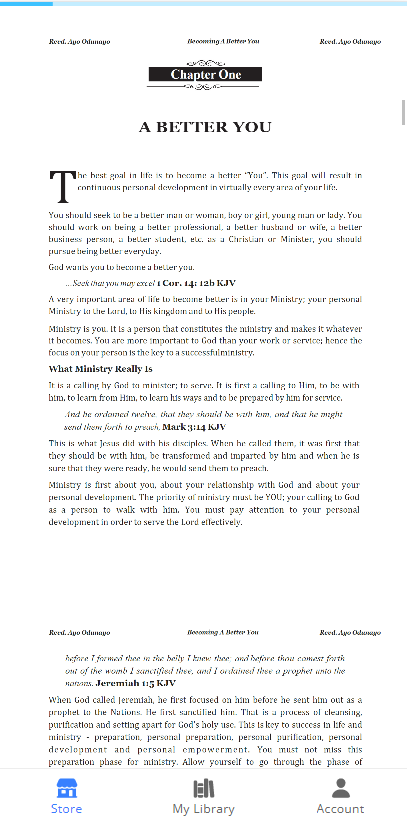 Reed. Ayo Odunayo Becoming A Better You Reed. Ayo Odunayo
Chapter One
A BETTER YOU
The best goal in life is to become a better “You”. This goal will result in
continuous personal development in virtually every area of your life.
You should seek to be a better man or woman, boy or girl, young man or lady. You
should work on being a better professional, a better husband or wife, a better
business person, a better student, etc. as a Christian or Minister, you should
pursue being better everyday.
God wants you to become a better you.
... Seek that you may excel 1 Cor. 14: 12b KJV
A very important area of life to become better is in your Ministry; your personal
Ministry to the Lord, to His kingdom and to His people.
Ministry is you. It is a person that constitutes the ministry and makes it whatever
it becomes. You are more important to God than your work or service; hence the
focus on your person is the key to a successful ministry.
What Ministry Really Is
It is a calling by God to minister; to serve. It is first a calling to Him, to be with
him, to learn from Him, to learn his ways and to be prepared by him for service.
And he ordained twelve, that they should be with him, and that he might
send them forth to preach, Mark 3:14 KJV
This is what Jesus did with his disciples. When he called them, it was first that
they should be with him, be transformed and imparted by him and when he is
sure that they were ready, he would send them to preach.
Ministry is first about you, about your relationship with God and about your
personal development. The priority of ministry must be YOU; your calling to God
as a person to walk with him. You must pay attention to your personal
development in order to serve the Lord effectively.
Reed. Ayo Odunayo Becoming A Better You Reed. Ayo Odunayo
before I formed thee in the belly I knew thee; and before thou camest forth
out of the womb I sanctified thee, and I ordained thee a prophet unto the
nations. Jeremiah 1:5 KJV
When God called Jeremiah, he first focused on him before he sent him out as a
prophet to the Nations. He first sanctified him. That is a process of cleansing,
purification and setting apart for God's holy use. This is key to success in life and
ministry - preparation, personal preparation, personal purification, personal
development and personal empowerment. You must not miss this
preparation phase for ministry. Allow yourself to go through the phase of
Store My Library Account